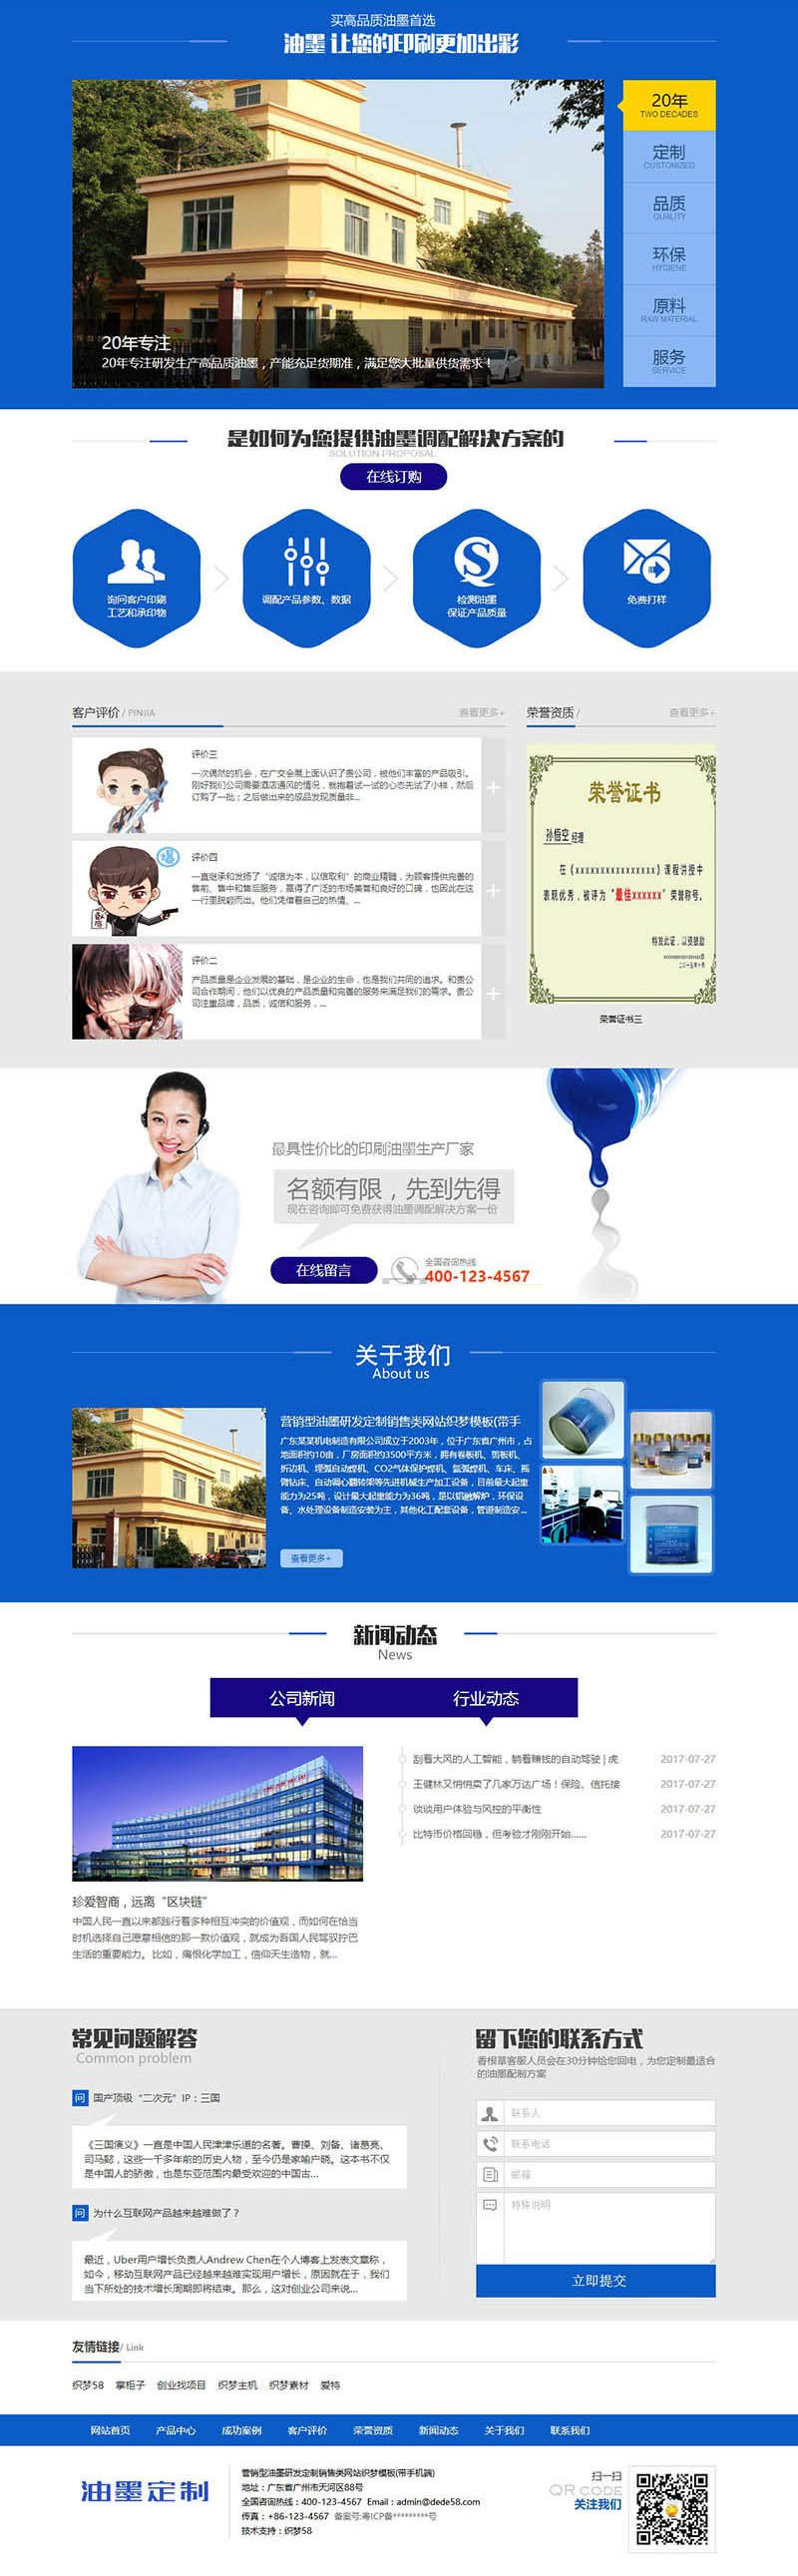 买高品质油墨首选
油墨 让您的印刷更加出彩
20年
TWO DECADES
定制
CUSTOMIZED
品质
QUALITY
环保
HYGIENE
原料
RAW MATERIAL
服务
SERVICE
20年专注
20年专注研发生产高品质油墨，产能充足货期准，满足您大批量供货需求！
是如何为您提供油墨调配解决方案的
SOLUTION PROPOSAL
在线订购
询问客户印刷
工艺和承印物
调配产品参数、数据
检测油墨
保证产品质量
免费打样
客户评价 / PINJIA
查看更多+
评价三
一次偶然的机会，在广交会展上面认识了贵公司，被他们丰富的产品吸引。
刚好我们公司需要酒店通风的情况，就抱着试一试的心态先试了小样，然后
订购了一批；之后做出来的成品发现质量非...
评价四
一直继承和发扬了“诚信为本，以信取利”的商业精髓，为顾客提供完善的
售前、售中和售后服务，赢得了广泛的市场美誉和良好的口碑，也因此在这
一行里脱颖而出。他们凭借着自己的热情、...
评价二
产品质量是企业发展的基础，是企业的生命，也是我们共同的追求。和贵公
司合作期间，他们以优良的产品质量和完善的服务来满足我们的需求。贵公
司注重品牌，品质，诚信和服务，...
荣誉资质 /
查看更多+
荣誉证书
孙悟空 经理
在《xxxxxxxxxxxxxxxx》课程讲授中
表现优秀，被评为“最佳xxxxxx”荣誉称号。
特发此证，以资鼓励
荣誉证书三
最具性价比的印刷油墨生产厂家
名额有限，先到先得
现在咨询即可免费获得油墨调配解决方案一份
在线留言
全国咨询热线
400-123-4567
关于我们
About us
营销型油墨研发定制销售类网站织梦模板(带手
广东某某机电制造有限公司成立于2003年，位于广东省广州市，占
地面积约10亩，厂房面积约3500平方米，拥有卷板机、剪板机、
折边机、埋弧自动焊机、CO2气体保护焊机、氩弧焊机、车床、摇
臂钻床、自动调心翻转架等先进机械生产加工设备，目前最大起重
能力为25吨，设计最大起重能力为36吨，是以铝融解炉，环保设
备、水处理设备制造安装为主，其他化工配套设备，管道制造安...
查看更多+
新闻动态
News
公司新闻
行业动态
珍爱智商，远离“区块链”
中国人民一直以来都践行着多种相互冲突的价值观，而如何在恰当
时机选择自己愿意相信的那一款价值观，就成为吾国人民驾驭拧巴
生活的重要能力。比如，痛恨化学加工，信仰天生造物，就...
刮着大风的人工智能，躺着赚钱的自动驾驶 | 虎 2017-07-27
王健林又悄悄卖了几家万达广场！保险、信托接 2017-07-27
谈谈用户体验与风控的平衡性 2017-07-27
比特币价格回稳，但考验才刚刚开始...... 2017-07-27
常见问题解答
Common problem
问 国产顶级“二次元”IP：三国
《三国演义》一直是中国人民津津乐道的名著。曹操、刘备、诸葛亮、
司马懿，这些一千多年前的历史人物，至今仍是家喻户晓。这本书不仅
是中国人的骄傲，也是东亚范围内最受欢迎的中国古...
问 为什么互联网产品越来越难做了？
最近，Uber用户增长负责人Andrew Chen在个人博客上发表文章称，
如今，移动互联网产品已经越来越难实现用户增长，原因就在于，我们
当下所处的技术增长周期即将结束。那么，这对创业公司来说...
留下您的联系方式
香根草客服人员会在30分钟给您回电，为您定制最适合
的油墨配制方案
联系人
联系电话
邮箱
特殊说明
立即提交
友情链接/ Link
织梦58 掌柜子 创业找项目 织梦主机 织梦素材 爱特
网站首页 产品中心 成功案例 客户评价 荣誉资质 新闻动态 关于我们 联系我们
油墨定制
营销型油墨研发定制销售类网站织梦模板(带手机端)
地址：广东省广州市天河区88号
全国咨询热线：400-123-4567 Email：admin@dede58.com
传真：+86-123-4567 备案号:粤ICP备*********号
技术支持：织梦58
扫一扫
QR CODE
关注我们